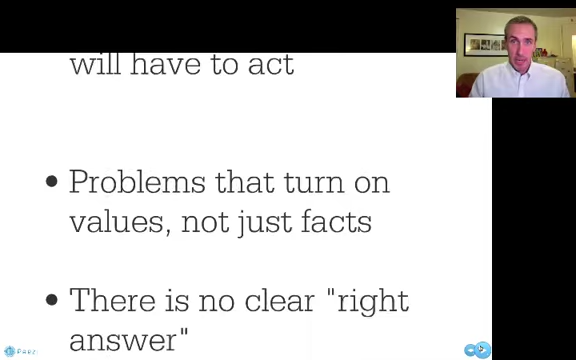 will have to act
• Problems that turn on
values, not just facts
• There is no clear "right
answer"